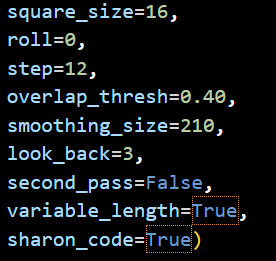 square_size=16,
roll=0,
step=12,
overlap_thresh=0.40,
smoothing_size=210,
look_back=3,
second_pass=False,
variable_length=True,
sharon_code=True)